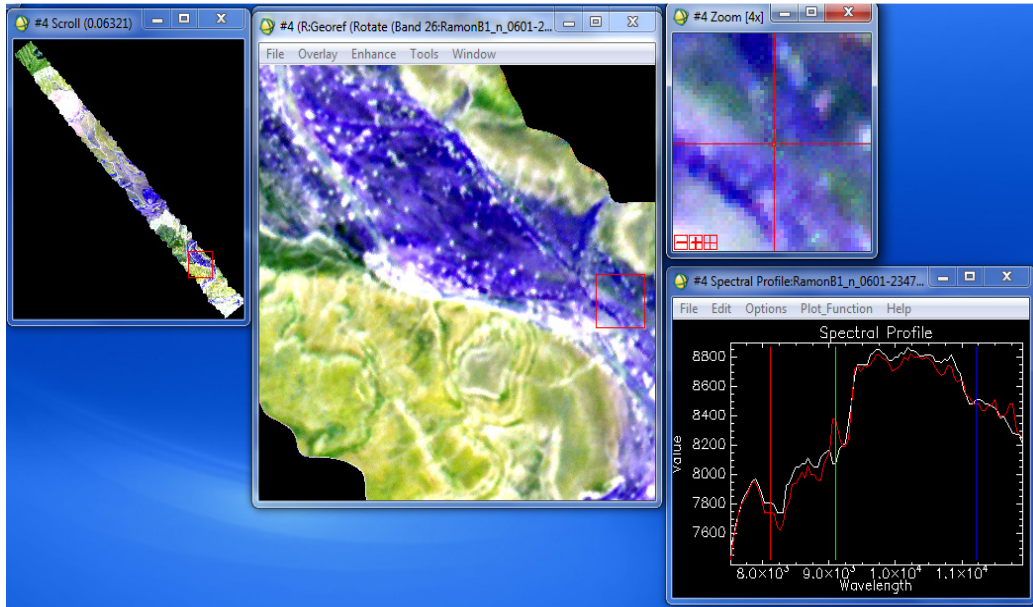 #4 Scroll (0.06321)
#4 (R:Georef (Rotate (Band 26:RamonB1_n_0601-2...
File Overlay Enhance Tools Window
#4 Zoom [4x]
#4 Spectral Profile:RamonB1_n_0601-2347...
File Edit Options Plot_Function Help
Spectral Profile
Value
8800
8600
8400
8200
8000
7800
7600
8.0×10³ 9.0×10³ 1.0×10⁴ 1.1×10⁴
Wavelength